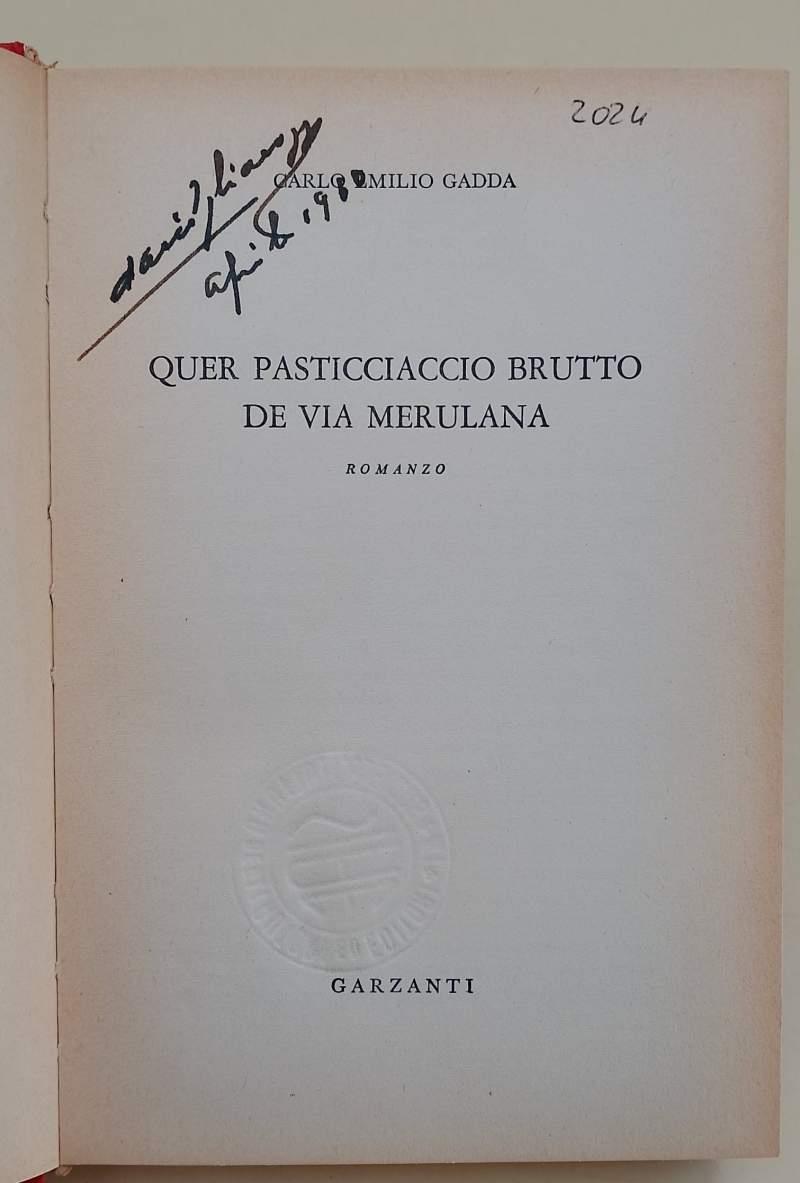 2024
CARLO EMILIO GADDA
QUER PASTICCIACCIO BRUTTO
DE VIA MERULANA
ROMANZO
GARZANTI